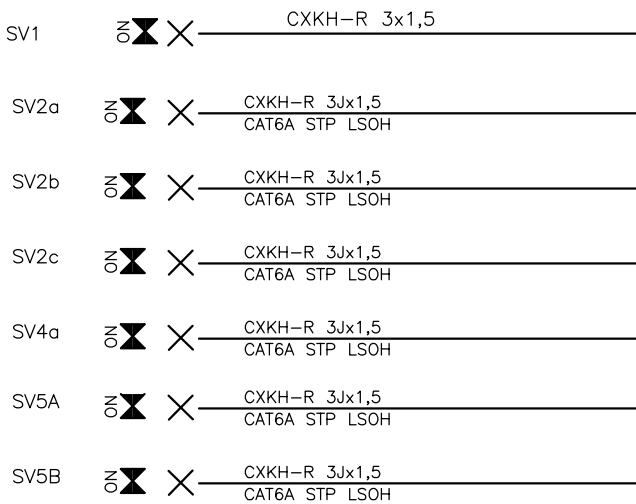 SV1 NO CXKH-R 3x1,5
SV2a NO CXKH-R 3Jx1,5
CAT6A STP LSOH
SV2b NO CXKH-R 3Jx1,5
CAT6A STP LSOH
SV2c NO CXKH-R 3Jx1,5
CAT6A STP LSOH
SV4a NO CXKH-R 3Jx1,5
CAT6A STP LSOH
SV5A NO CXKH-R 3Jx1,5
CAT6A STP LSOH
SV5B NO CXKH-R 3Jx1,5
CAT6A STP LSOH